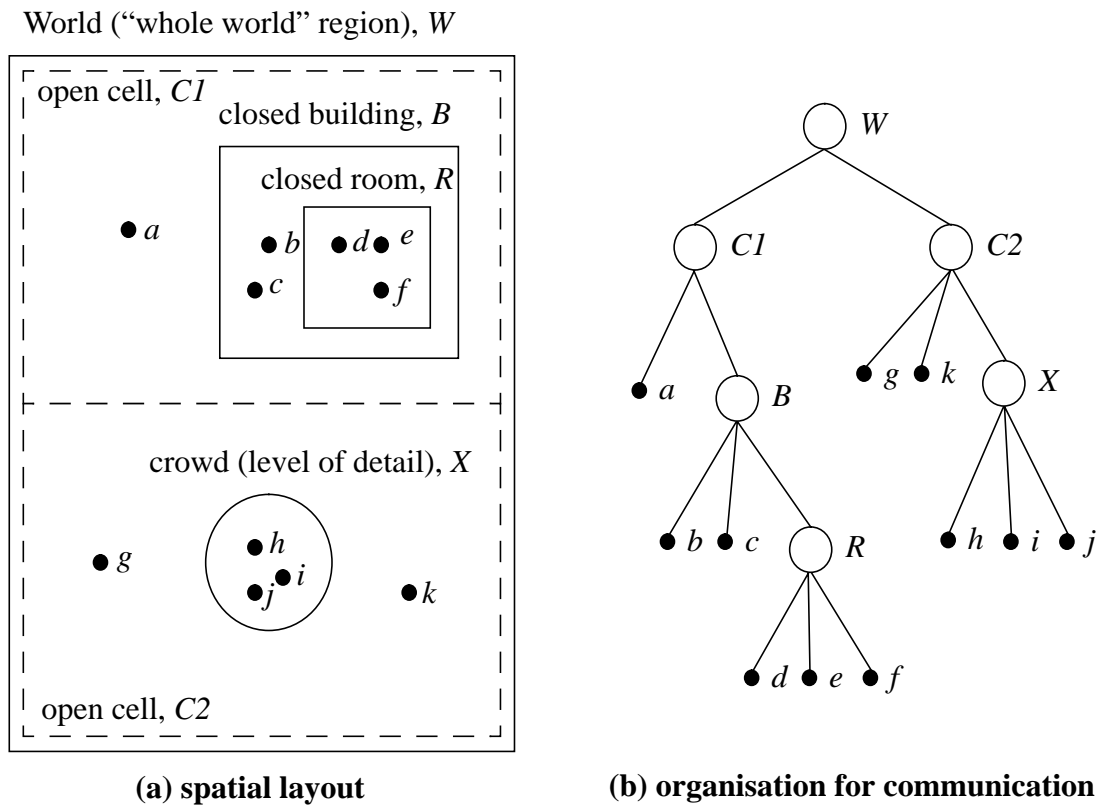 World (“whole world” region), W
open cell, C1
closed building, B
closed room, R
a
b
d
e
c
f
crowd (level of detail), X
g
h
i
j
k
open cell, C2
(a) spatial layout
W
C1
C2
a
B
g
k
X
b
c
R
h
i
j
d
e
f
(b) organisation for communication